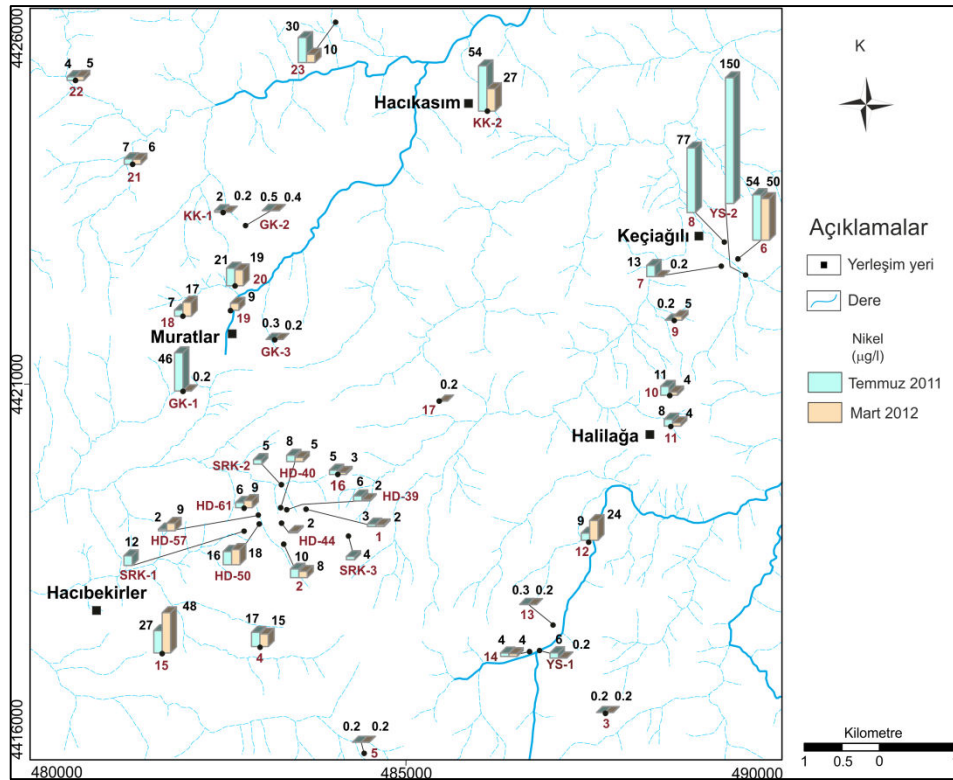 4426000
30
10
23
4 5
22
54
27
Hacıkasım
KK-2
150
77
54 50
YS-2
8
6
Keçiağılı
7 6
21
2 0.2
KK-1
0.5 0.4
GK-2
21 19
20
13 0.2
7
7 17
18
9
19
Muratlar
0.3 0.2
GK-3
0.2 5
9
46
0.2
GK-1
4421000
0.2
17
11 4
10
8 4
11
Halilağa
5
SRK-2
8 5
HD-40
5 3
16
6 2
HD-39
6 9
HD-61
2 9
HD-57
3 2
1
2
HD-44
12
SRK-1
16 18
HD-50
10 8
2
4
SRK-3
9 24
12
Hacıbekirler
0.3 0.2
13
27 48
15
17 15
4
4 4
14
6 0.2
YS-1
0.2 0.2
3
0.2 0.2
5
4416000
480000
485000
490000
K
Açıklamalar
Yerleşim yeri
Dere
Nikel
(µg/l)
Temmuz 2011
Mart 2012
Kilometre
1 0.5 0 1